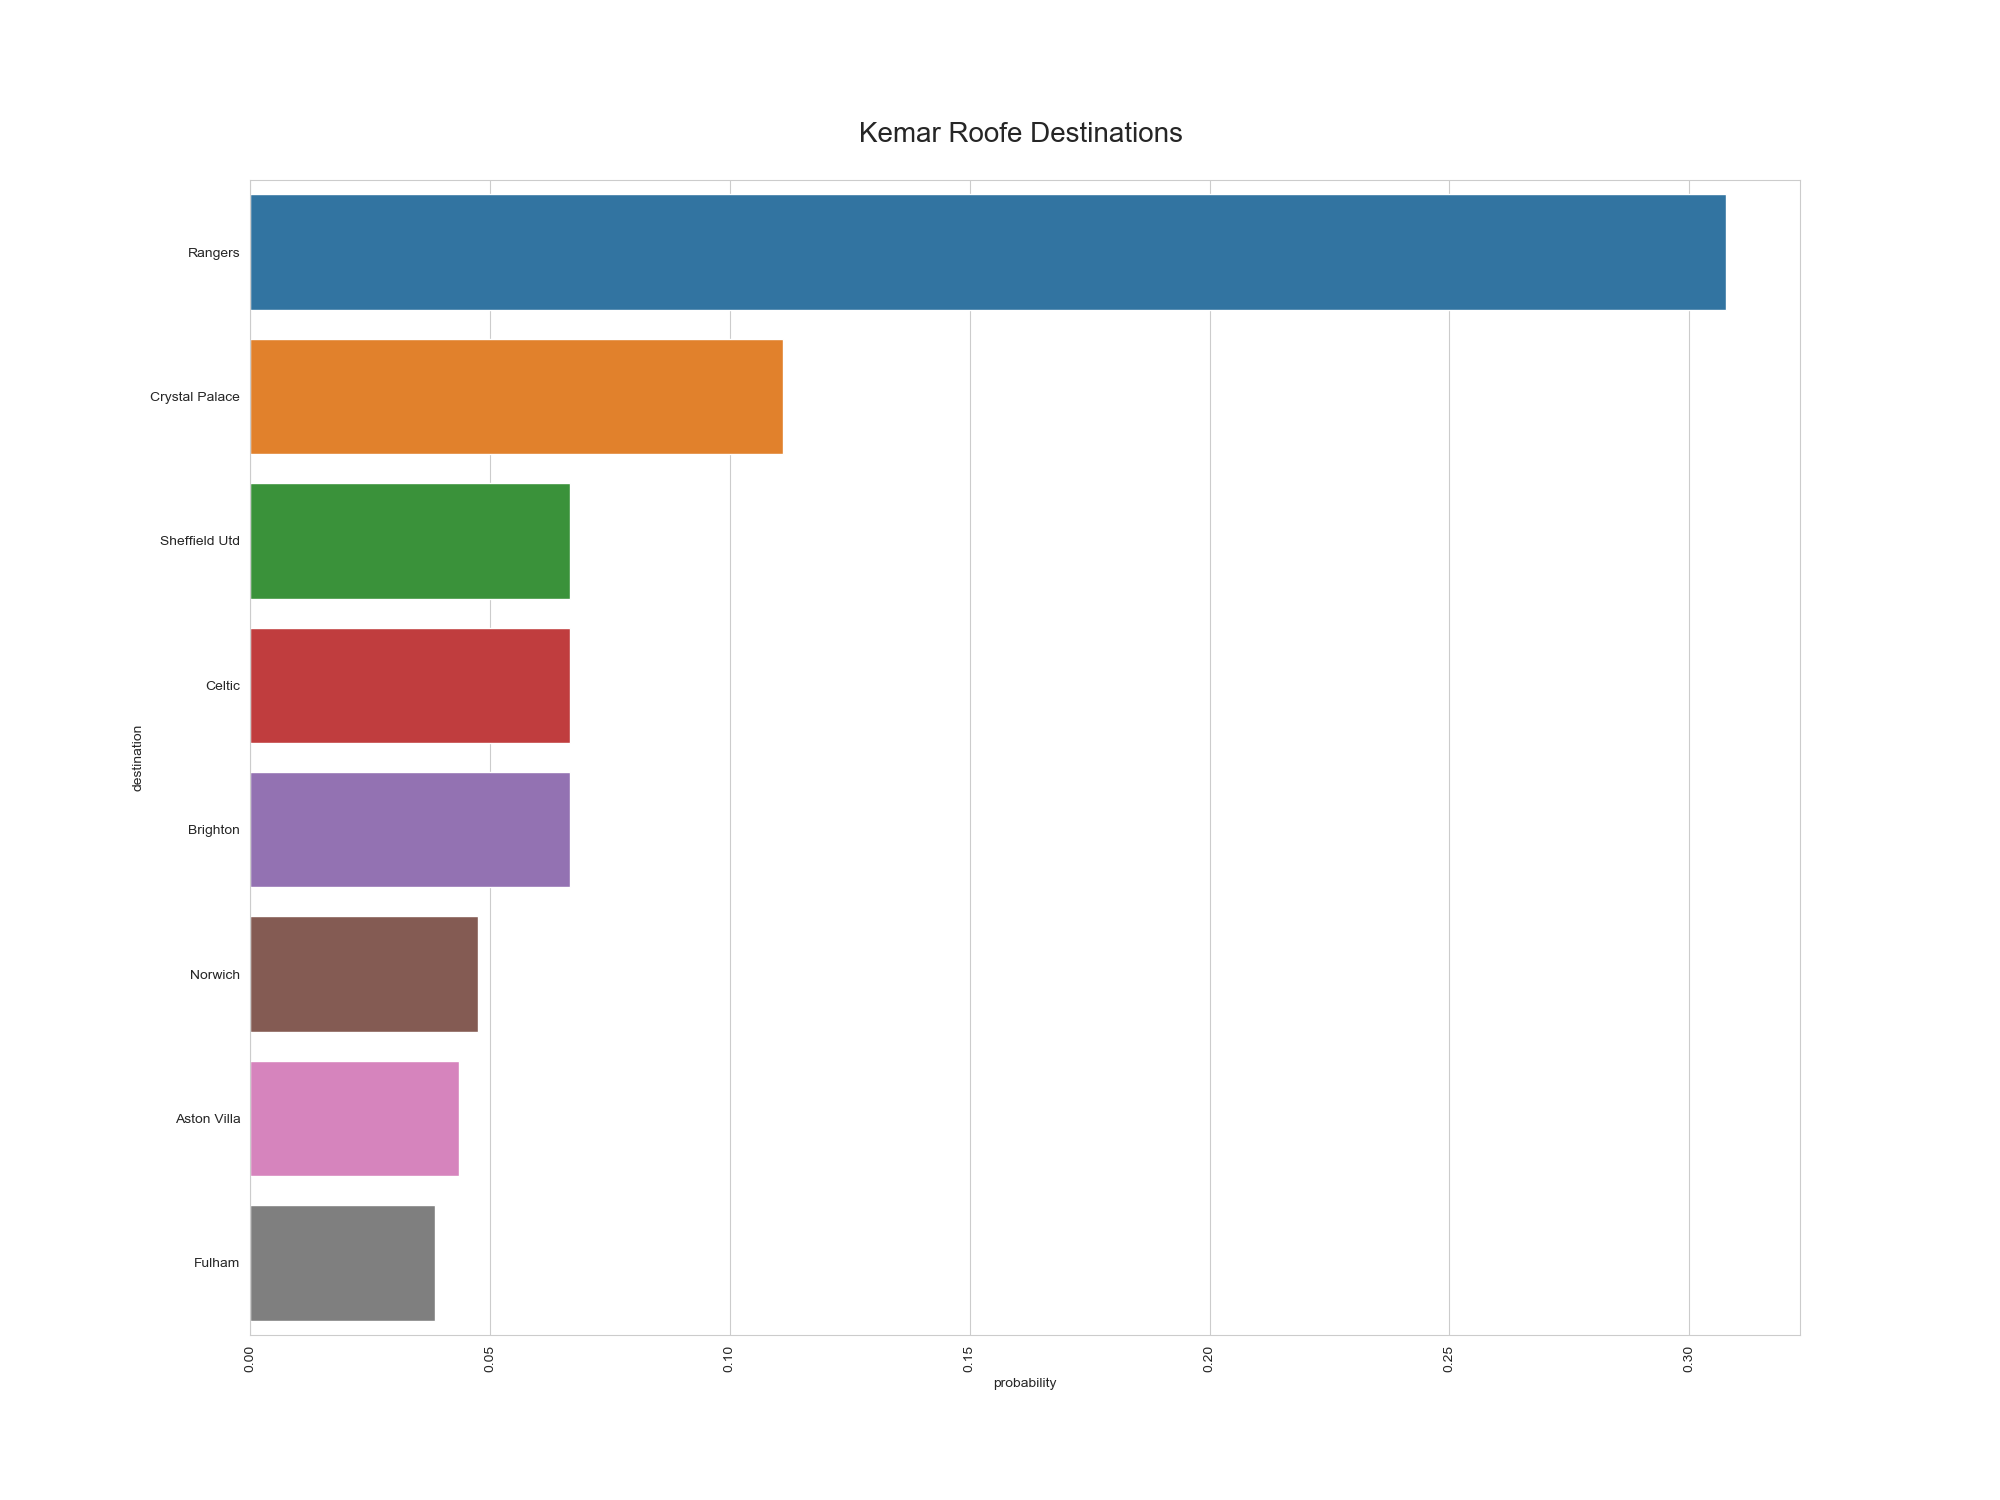 Kemar Roofe Destinations
Rangers
Crystal Palace
Sheffield Utd
Celtic
Brighton
Norwich
Aston Villa
Fulham
destination
0.00
0.05
0.10
0.15
0.20
0.25
0.30
probability